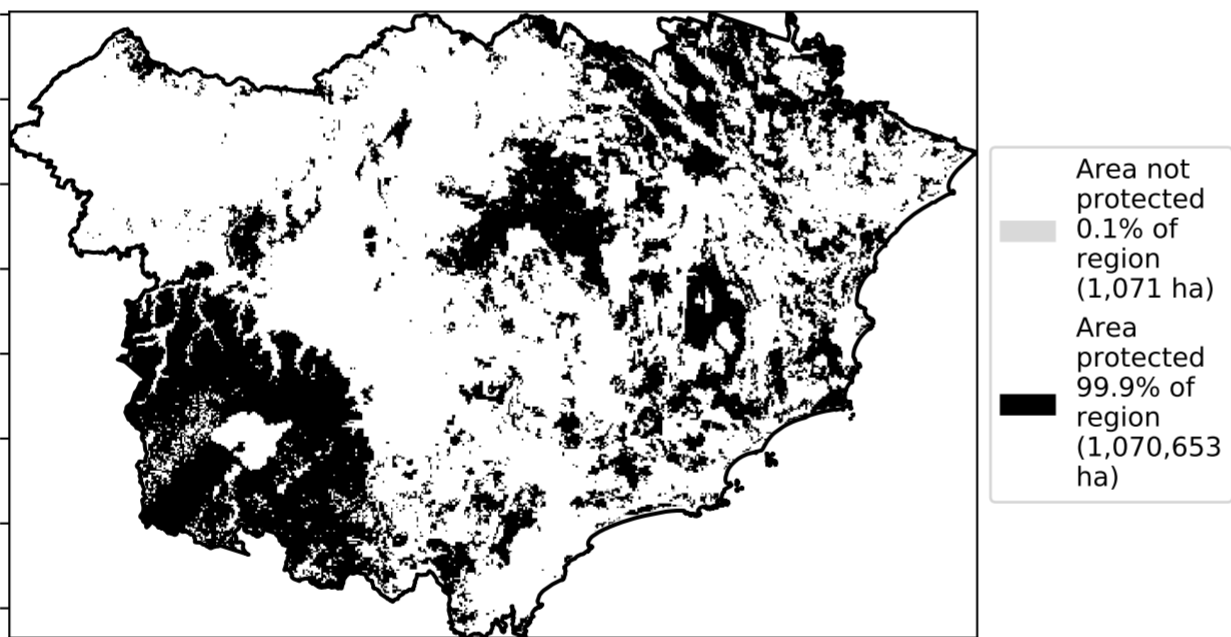 Area not
protected
0.1% of
region
(1,071 ha)
Area
protected
99.9% of
region
(1,070,653
ha)